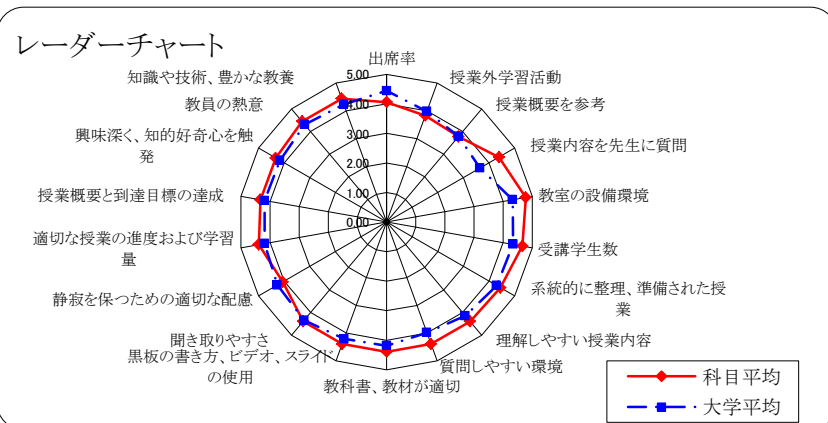 レーダーチャート
出席率
授業外学習活動
授業概要を参考
授業内容を先生に質問
教室の設備環境
受講学生数
系統的に整理、準備された授
業
理解しやすい授業内容
質問しやすい環境
教科書、教材が適切
黒板の書き方、ビデオ、スライド
の使用
聞き取りやすさ
静寂を保つための適切な配慮
適切な授業の進度および学習
量
授業概要と到達目標の達成
興味深く、知的好奇心を触
発
教員の熱意
知識や技術、豊かな教養
5.00
4.00
3.00
2.00
1.00
0.00
科目平均
大学平均